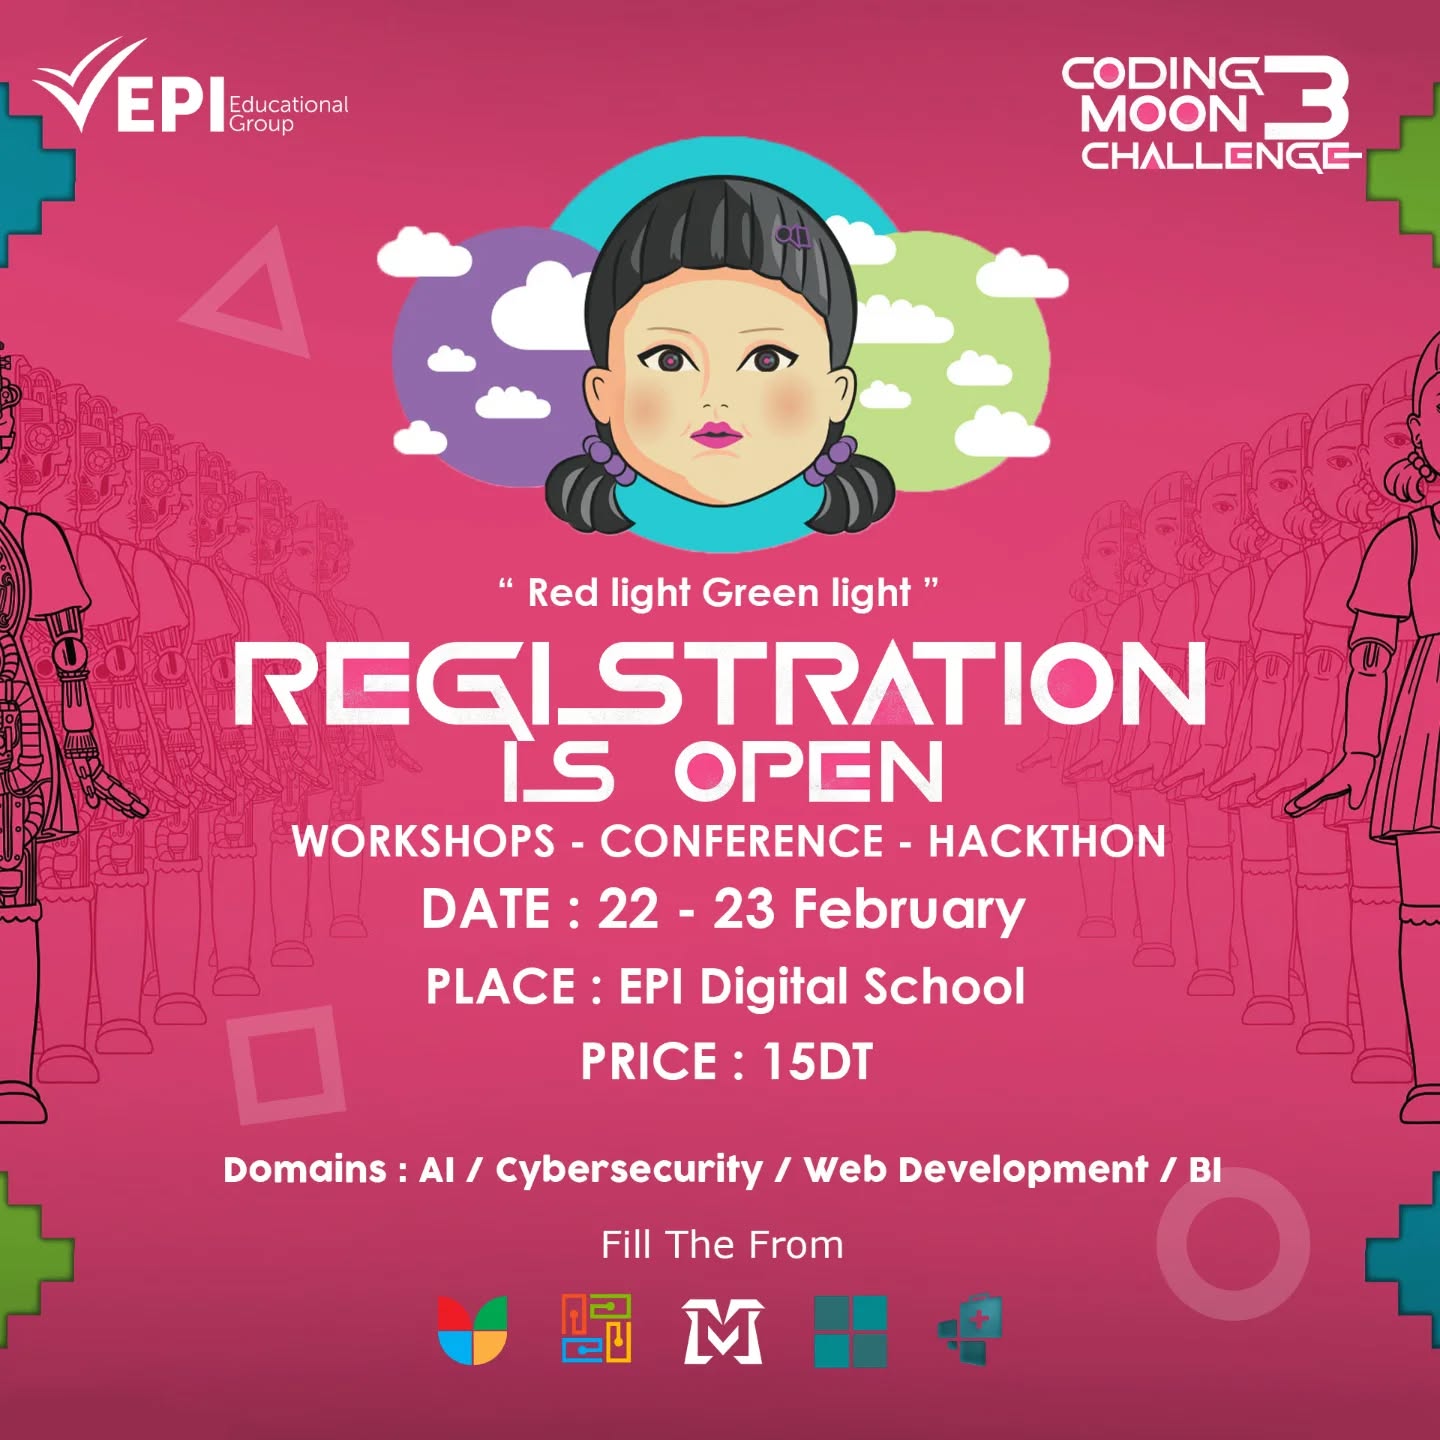 EPI Educational
Group
CODING
MOON 3
CHALLENGE
“ Red light Green light ”
REGISTRATION
IS OPEN
WORKSHOPS - CONFERENCE - HACKTHON
DATE : 22 - 23 February
PLACE : EPI Digital School
PRICE : 15DT
Domains : AI / Cybersecurity / Web Development / BI
Fill The From
M